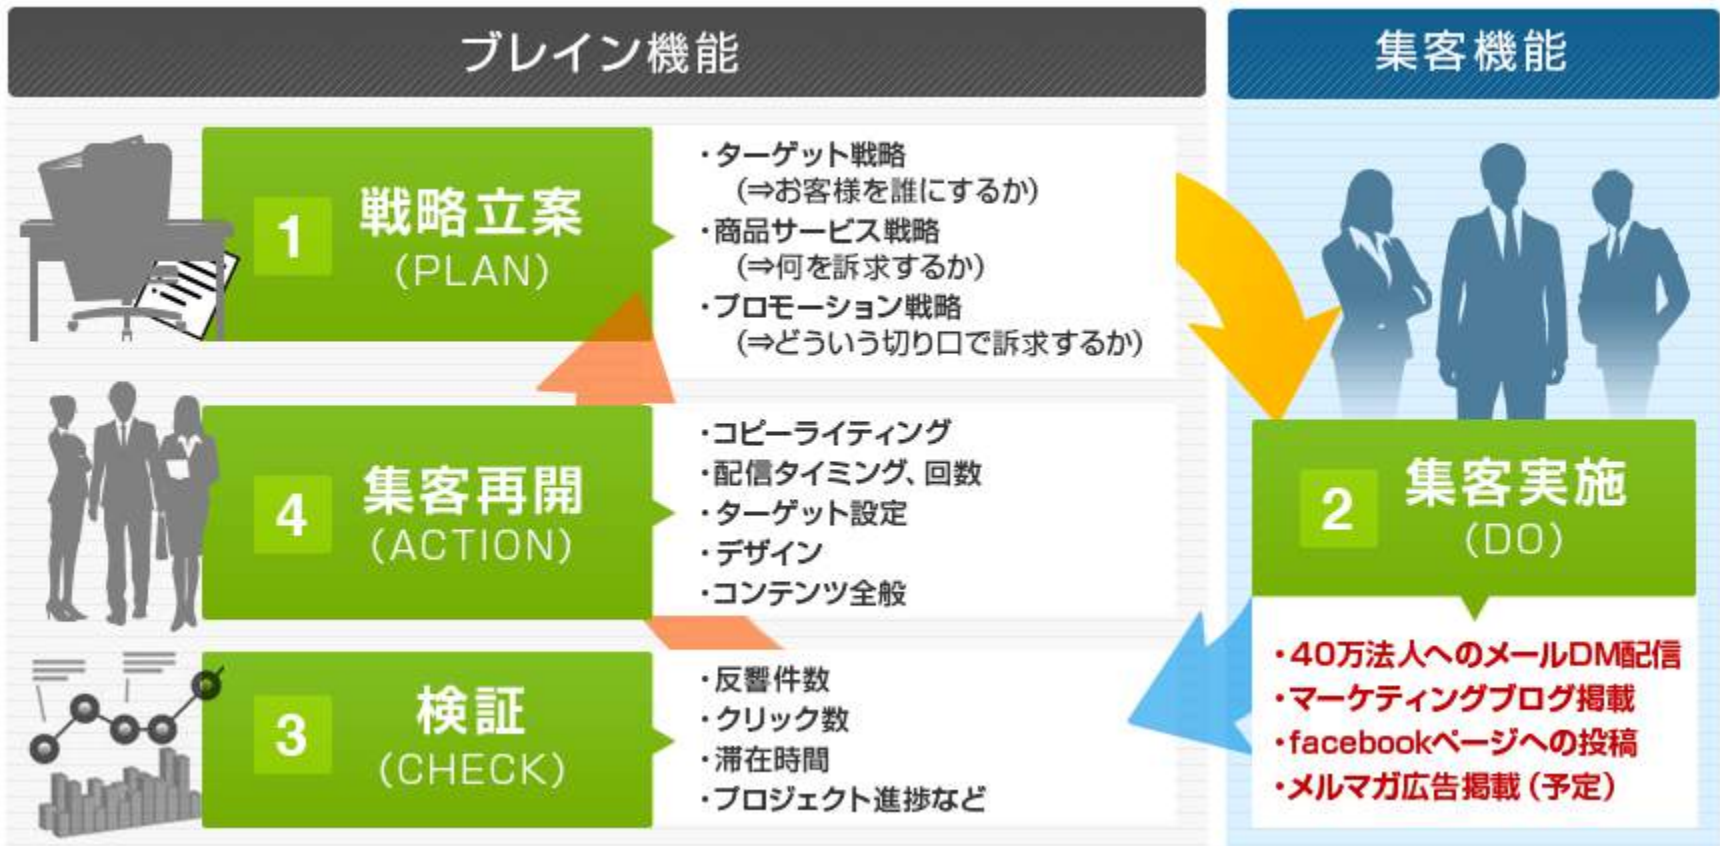 ブレイン機能
集客機能
1
戦略立案
(PLAN)
・ターゲット戦略
(⇒お客様を誰にするか)
・商品サービス戦略
(⇒何を訴求するか)
・プロモーション戦略
(⇒どういう切り口で訴求するか)
2
集客実施
(DO)
・40万法人へのメールDM配信
・マーケティングブログ掲載
・facebookページへの投稿
・メルマガ広告掲載(予定)
4
集客再開
(ACTION)
・コピーライティング
・配信タイミング、回数
・ターゲット設定
・デザイン
・コンテンツ全般
3
検証
(CHECK)
・反響件数
・クリック数
・滞在時間
・プロジェクト進捗など